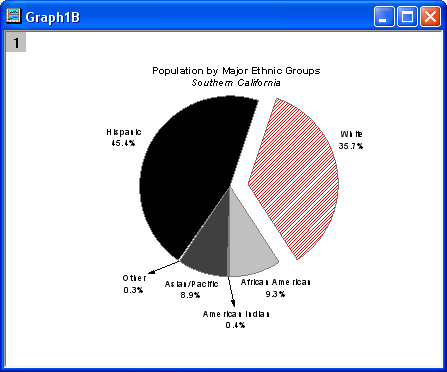 Graph1B
1
Population by Major Ethnic Groups
Southern California
Hispanic
45.4%
White
35.7%
Other
0.3%
Asian/Pacific
8.9%
African American
9.3%
American Indian
0.4%